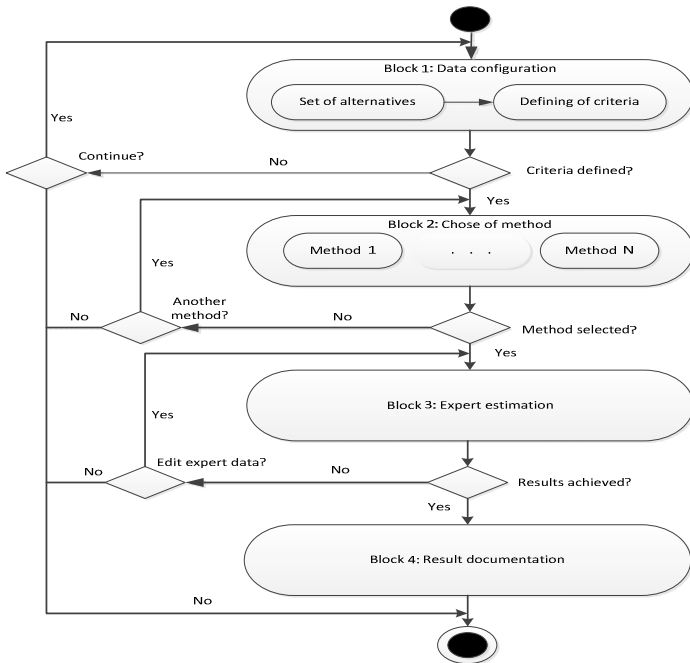 Block 1: Data configuration
Set of alternatives
Defining of criteria
Yes
Continue?
No
Criteria defined?
Yes
Block 2: Chose of method
Method 1
. . .
Method N
Yes
No
Another
method?
No
Method selected?
Yes
Block 3: Expert estimation
Yes
No
Edit expert data?
No
Results achieved?
Yes
Block 4: Result documentation
No